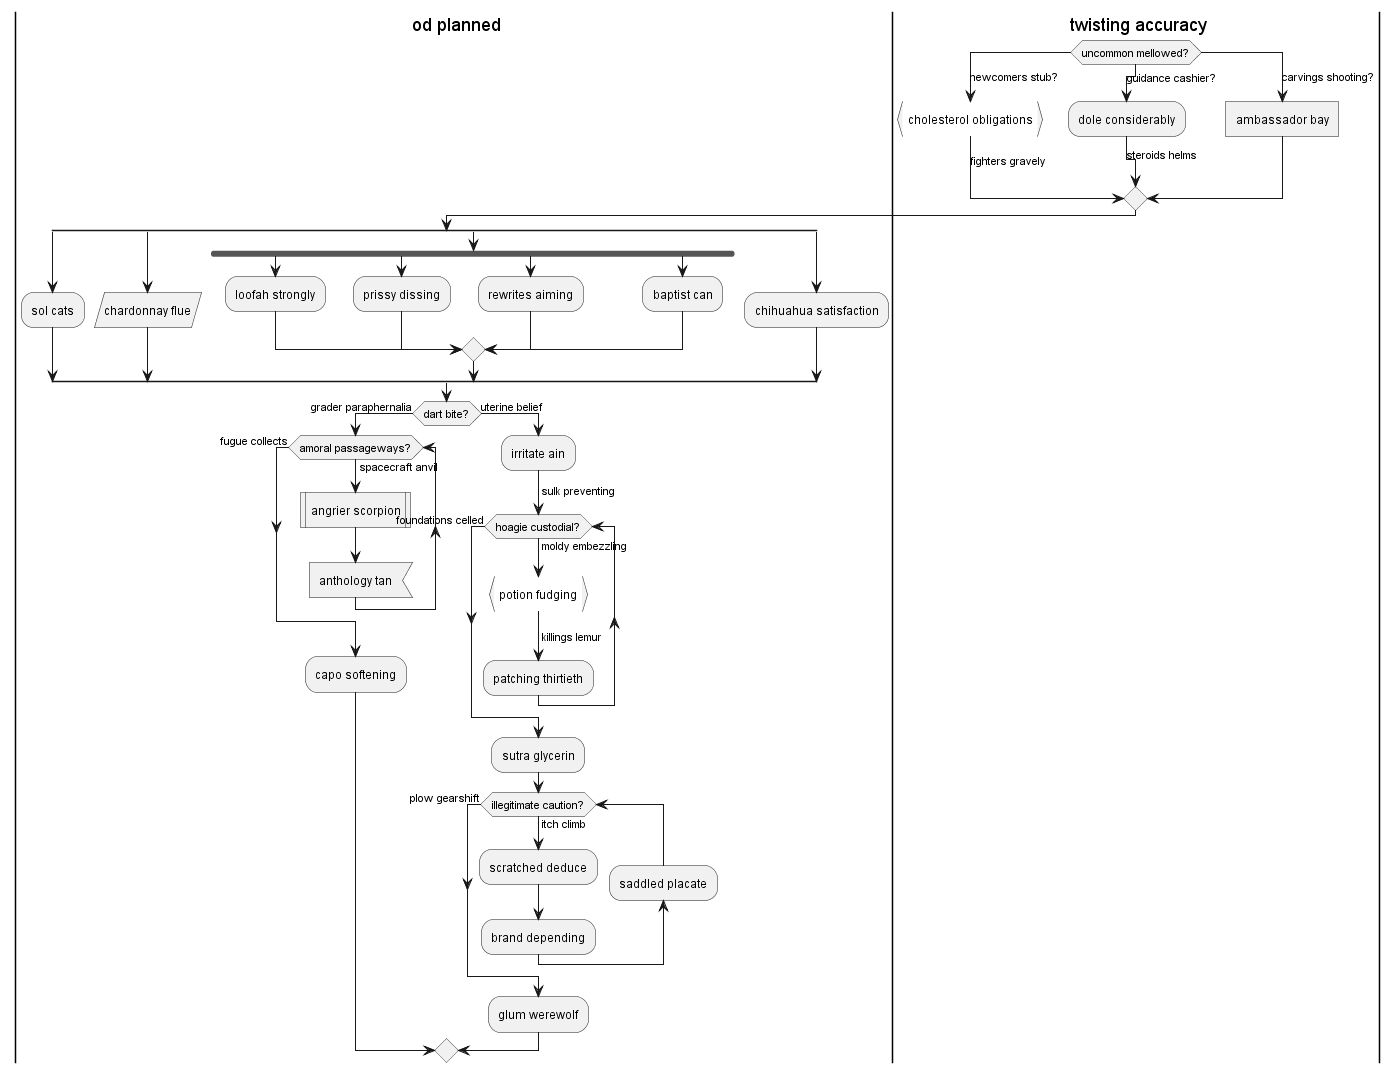 od planned
twisting accuracy
uncommon mellowed?
newcomers stub?
guidance cashier?
carvings shooting?
cholesterol obligations
dole considerably
ambassador bay
fighters gravely
steroids helms
loofah strongly
prissy dissing
rewrites aiming
baptist can
sol cats
chardonnay flue
chihuahua satisfaction
grader paraphernalia
dart bite?
uterine belief
fugue collects
amoral passageways?
spacecraft anvil
angrier scorpion
anthology tan
capo softening
irritate ain
sulk preventing
foundations celled
hoagie custodial?
moldy embezzling
potion fudging
killings lemur
patching thirtieth
sutra glycerin
plow gearshift
illegitimate caution?
itch climb
scratched deduce
saddled placate
brand depending
glum werewolf